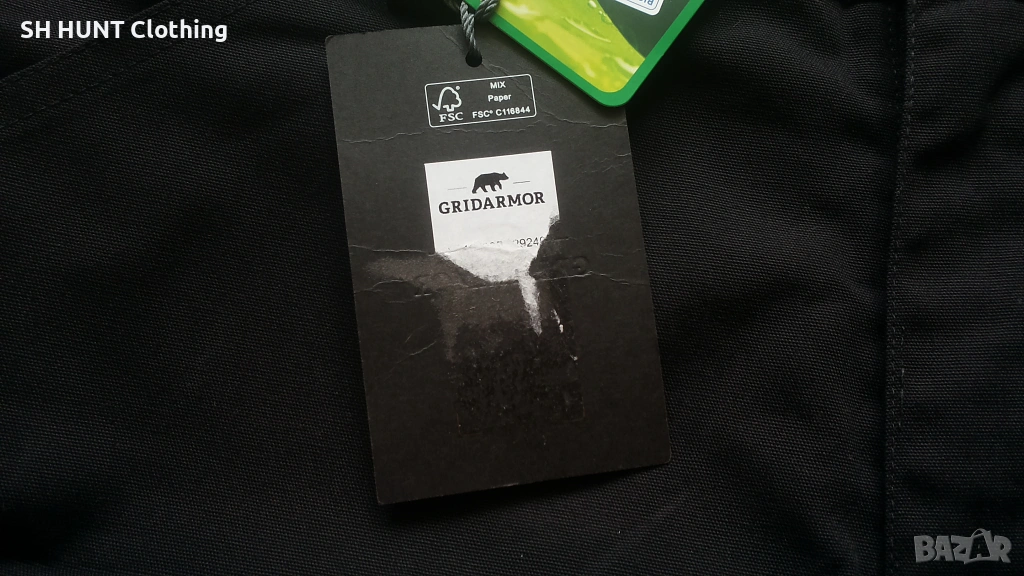 SH HUNT Clothing
MIX
Paper
FSC® C116844
FSC
GRIDARMOR
BAZAR